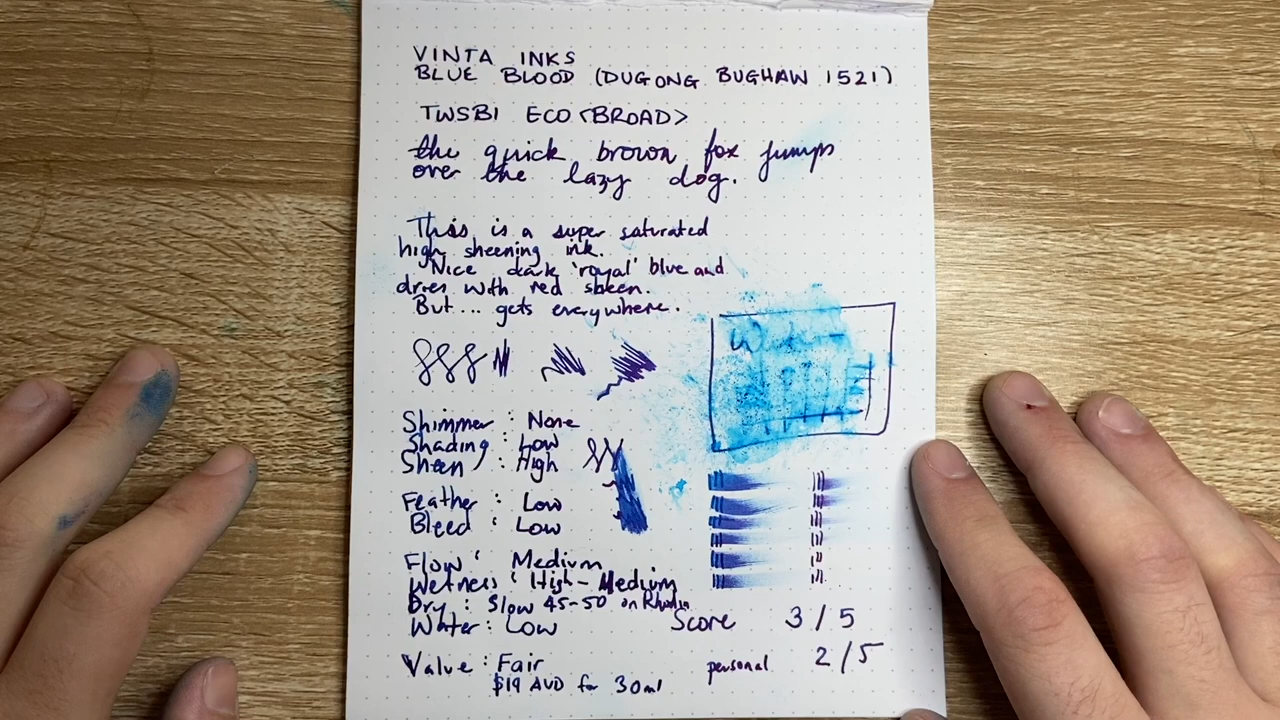 VINTA INKS
BLUE BLOOD (DUGONG BUGHAW 1521)
TWSBI ECO <BROAD>
the quick brown fox jumps
over the lazy dog.
This is a super saturated
high sheening ink.
Nice dark 'royal' blue and
dries with red sheen.
But... gets everywhere.
Water
Shimmer : None
Shading : Low
Sheen : High
Feather : Low
Bleed : Low
Flow : Medium
Wetness : High - Medium
Dry : Slow 45-50 on Rhodia
Water : Low
Score 3/5
Value : Fair
$19 AUD for 30ml
personal 2/5